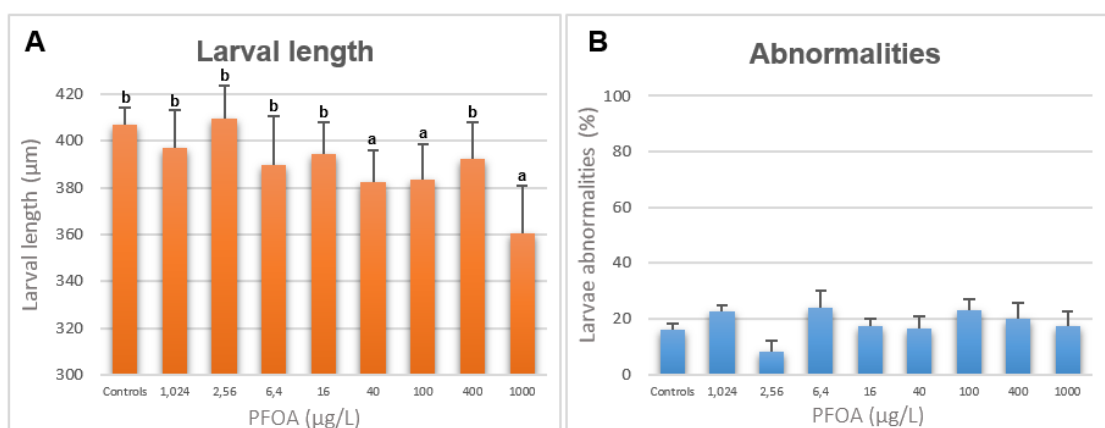 A
Larval length
Larval length (µm)
420
400
380
360
340
320
300
b
b
b
b
b
a
a
b
a
Controls 1,024 2,56 6,4 16 40 100 400 1000
PFOA (µg/L)
B
Abnormalities
Larvae abnormalities (%)
100
80
60
40
20
0
Controls 1,024 2,56 6,4 16 40 100 400 1000
PFOA (µg/L)